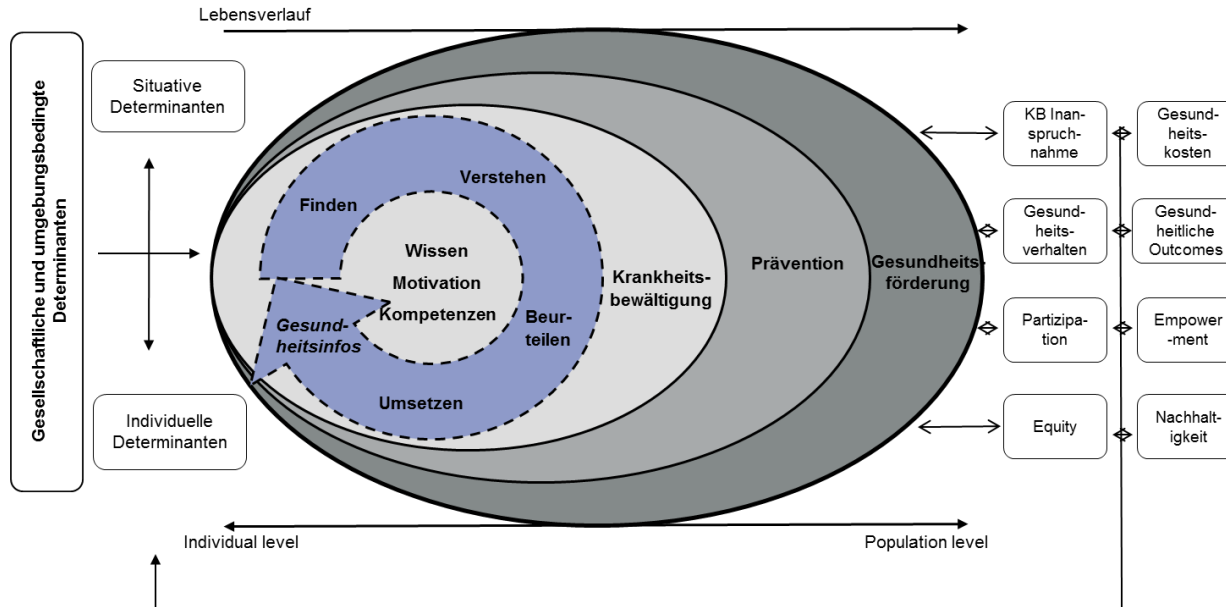 Lebensverlauf
Gesellschaftliche und umgebungsbedingte
Determinanten
Situative
Determinanten
Individuelle
Determinanten
Finden
Verstehen
Wissen
Motivation
Kompetenzen
Beur-
teilen
Gesund-
heitsinfos
Umsetzen
Krankheits-
bewältigung
Prävention
Gesundheits-
förderung
KB Inan-
spruch-
nahme
Gesund-
heits-
kosten
Gesund-
heits-
verhalten
Gesund-
heitliche
Outcomes
Partizipa-
tion
Empower
-ment
Equity
Nachhalt-
igkeit
Individual level
Population level